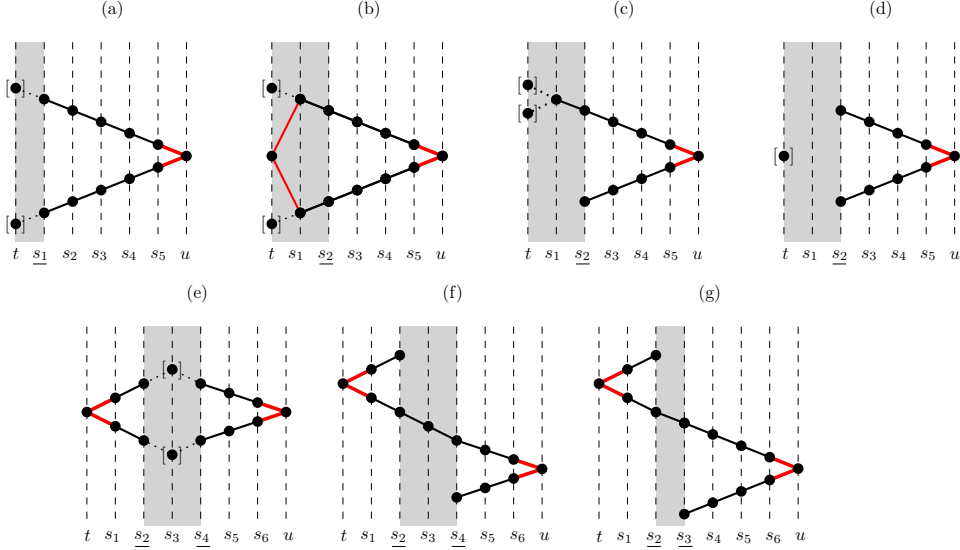 (a) (b) (c) (d)
[ ] [ ] [ ] [ ]
[ ]
[ ] [ ]
t s₁ s₂ s₃ s₄ s₅ u t s₁ s₂ s₃ s₄ s₅ u t s₁ s₂ s₃ s₄ s₅ u t s₁ s₂ s₃ s₄ s₅ u
(e) (f) (g)
[ ]
[ ]
t s₁ s₂ s₃ s₄ s₅ s₆ u t s₁ s₂ s₃ s₄ s₅ s₆ u t s₁ s₂ s₃ s₄ s₅ s₆ u